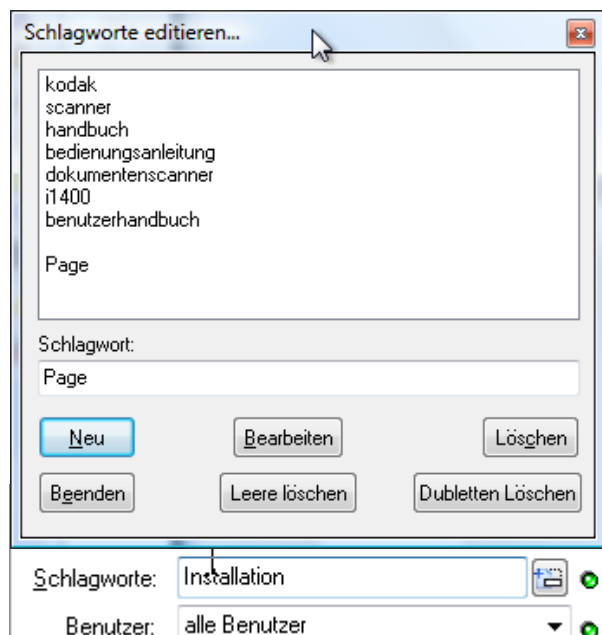 Schlagworte editieren...
kodak
scanner
handbuch
bedienungsanleitung
dokumentenscanner
i1400
benutzerhandbuch
Page
Schlagwort:
Page
Neu Bearbeiten Löschen
Beenden Leere löschen Dubletten Löschen
Schlagworte: Installation
Benutzer: alle Benutzer